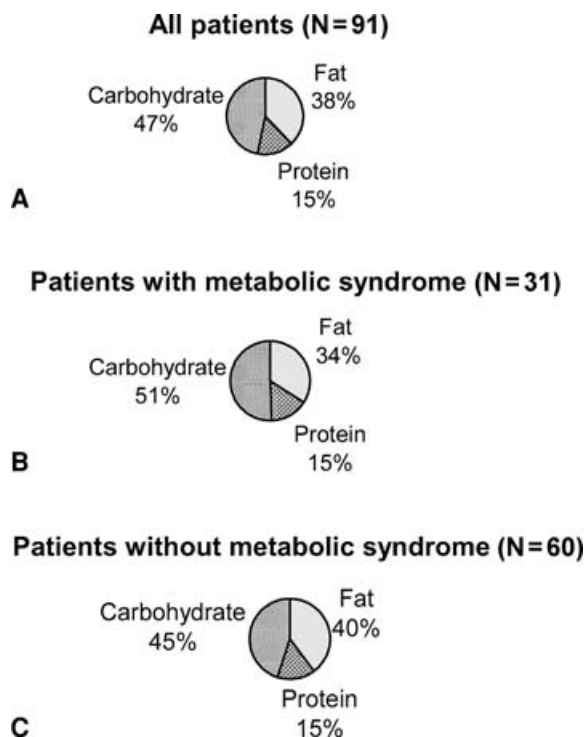 All patients (N=91)
Carbohydrate
47%
Fat
38%
Protein
15%
A
Patients with metabolic syndrome (N=31)
Carbohydrate
51%
Fat
34%
Protein
15%
B
Patients without metabolic syndrome (N=60)
Carbohydrate
45%
Fat
40%
Protein
15%
C